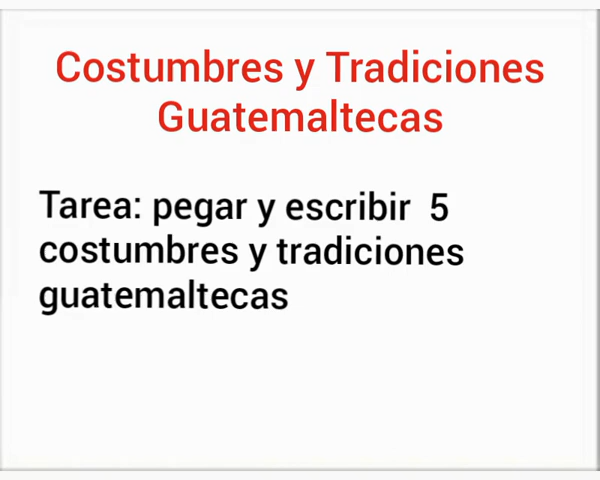 Costumbres y Tradiciones
Guatemaltecas
Tarea: pegar y escribir 5
costumbres y tradiciones
guatemaltecas